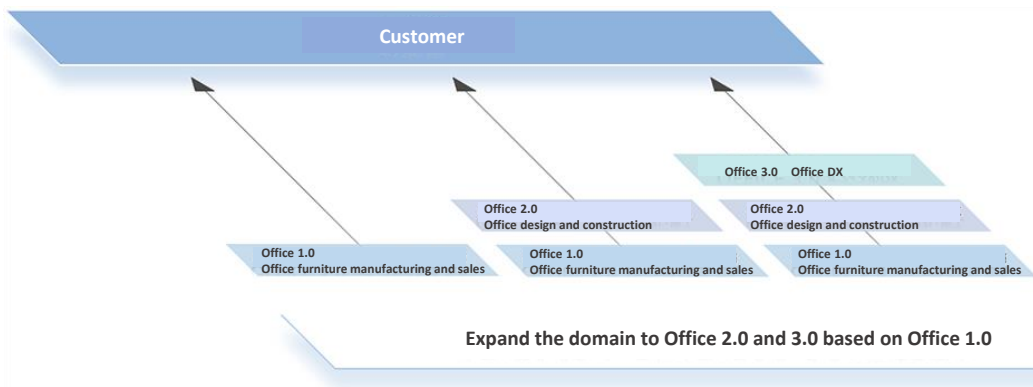 Customer
Office 3.0 Office DX
Office 2.0
Office design and construction
Office 2.0
Office design and construction
Office 1.0
Office furniture manufacturing and sales
Office 1.0
Office furniture manufacturing and sales
Office 1.0
Office furniture manufacturing and sales
Expand the domain to Office 2.0 and 3.0 based on Office 1.0